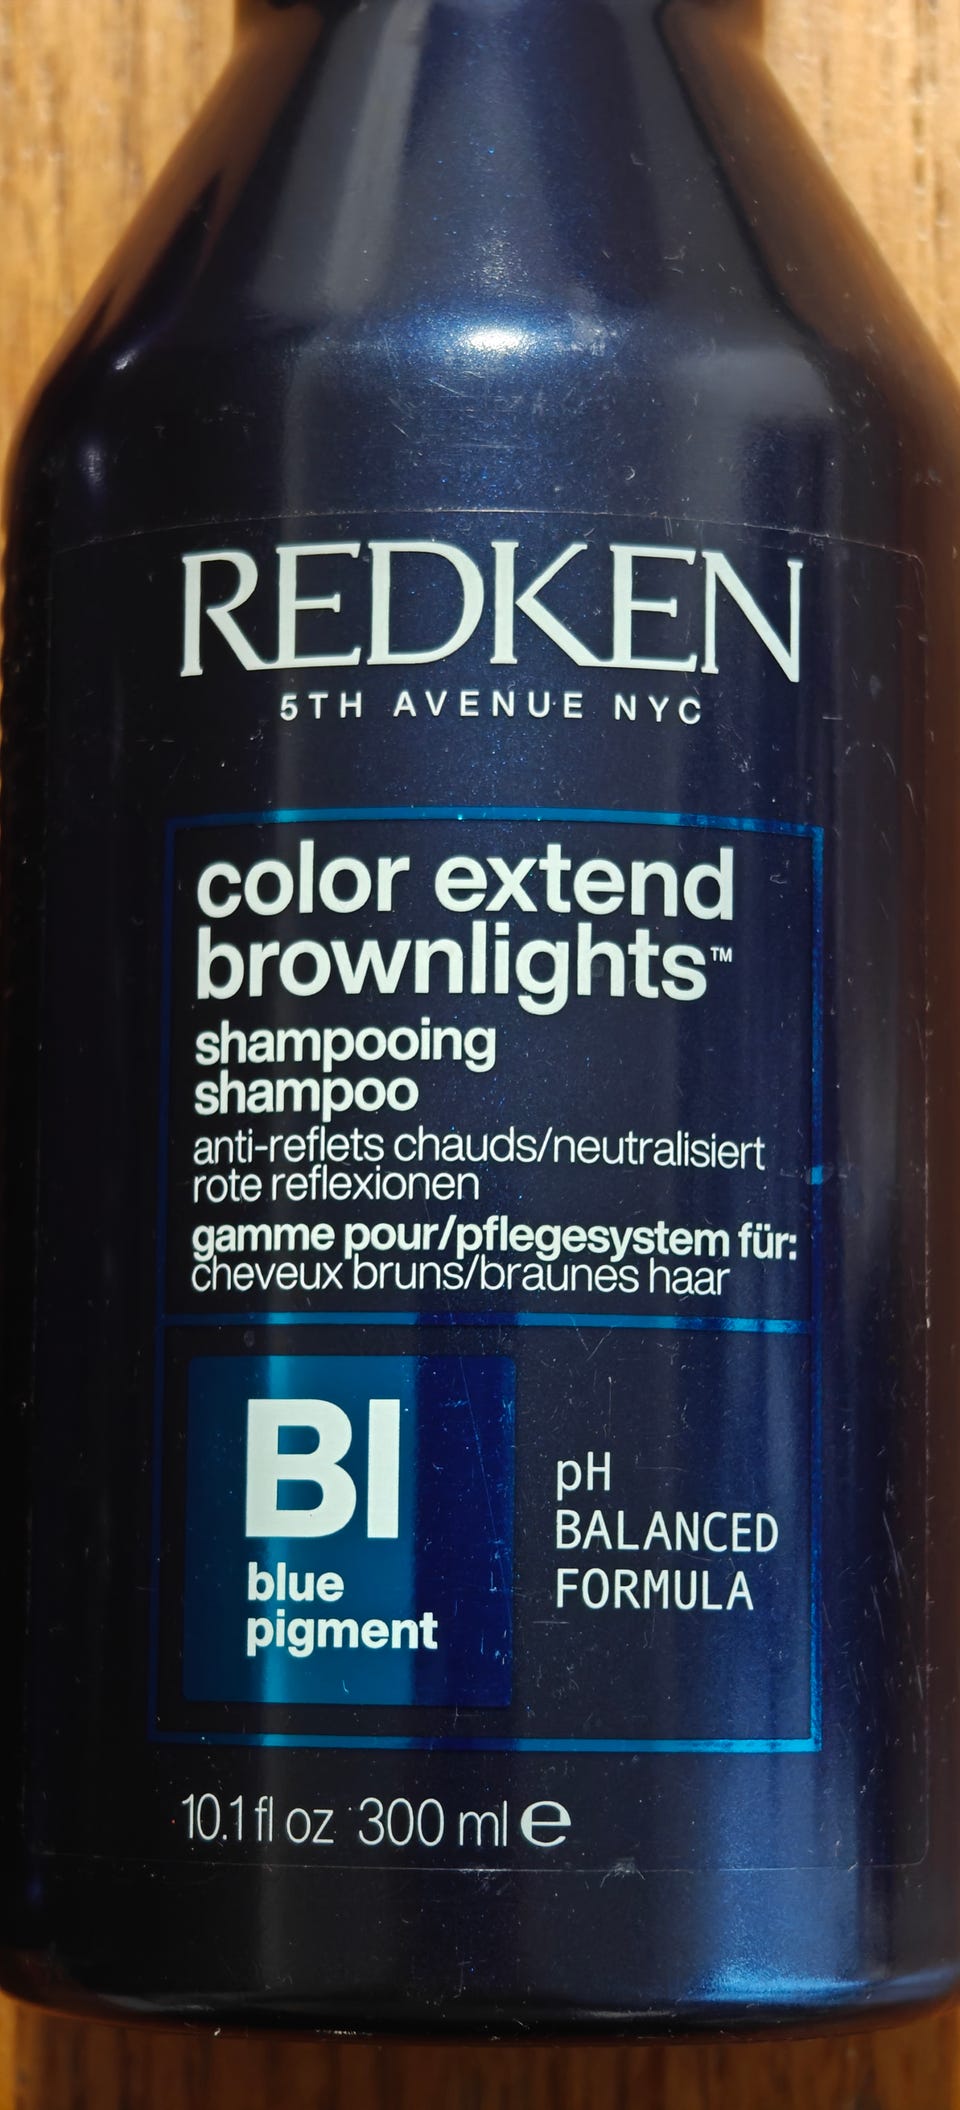 REDKEN
5TH AVENUE NYC
color extend
brownlights™
shampooing
shampoo
anti-reflets chauds/neutralisiert
rote reflexionen
gamme pour/pflegesystem für:
cheveux bruns/braunes haar
BI
blue
pigment
pH
BALANCED
FORMULA
10.1 fl oz 300 ml e